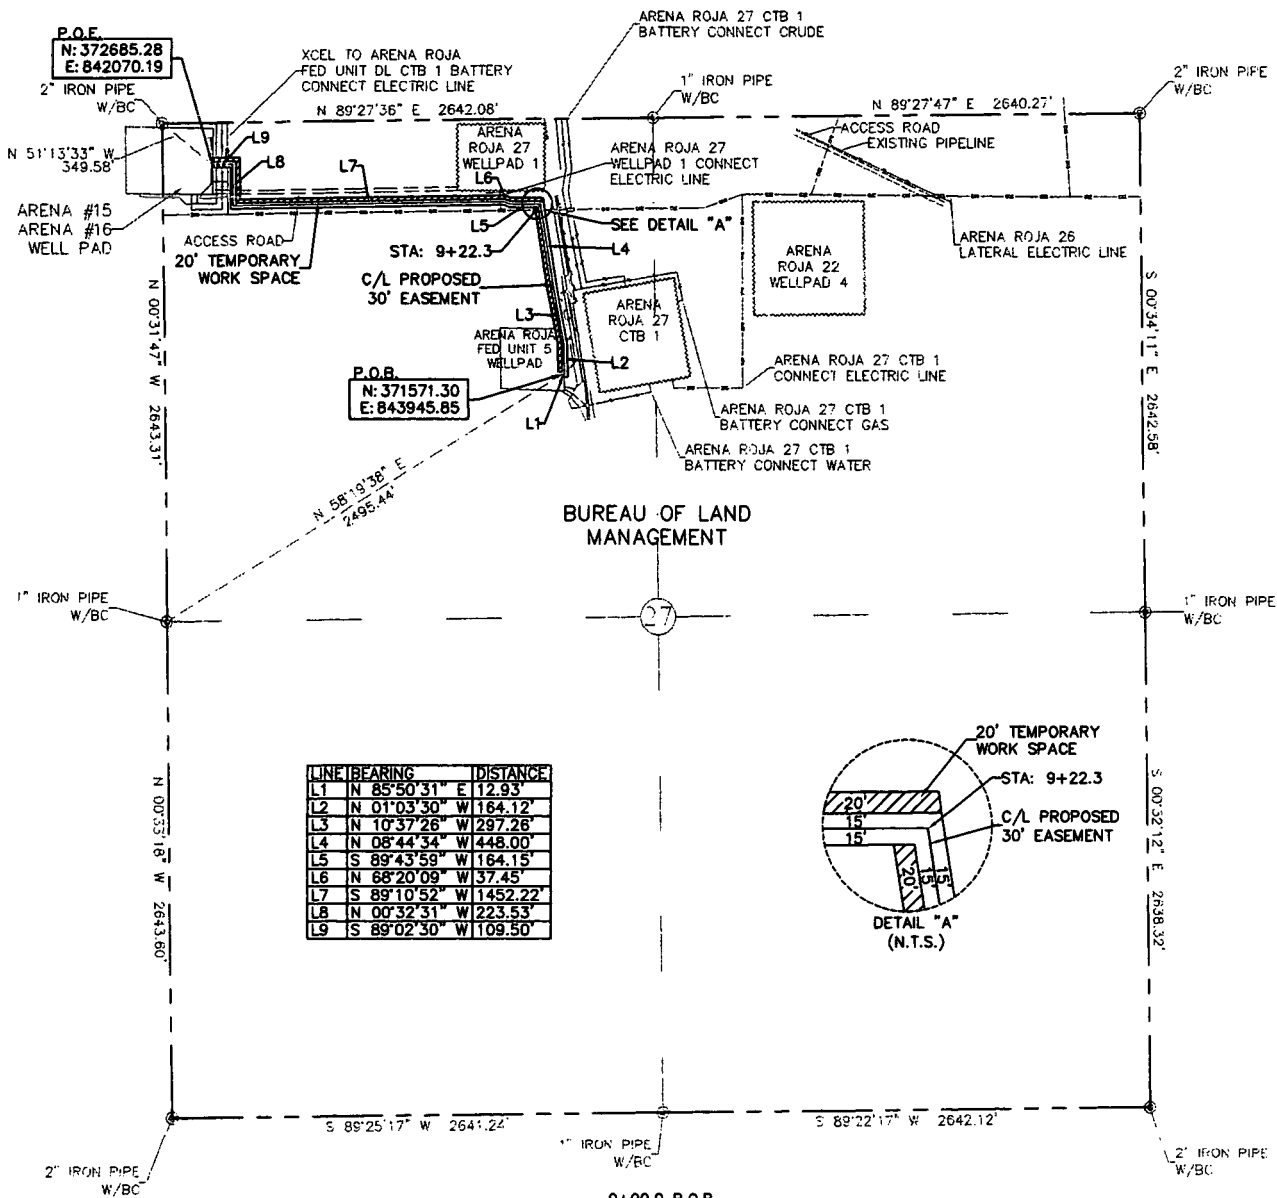 P.O.E.
N: 372685.28
E: 842070.19
2" IRON PIPE
W/BC
XCEL TO ARENA ROJA
FED UNIT DL CTB 1 BATTERY
CONNECT ELECTRIC LINE
ARENA ROJA 27 CTB 1
BATTERY CONNECT CRUDE
1" IRON PIPE
W/BC
2" IRON PIPE
W/BC
N 89°27'36" E 2642.08'
N 89°27'47" E 2640.27'
N 51°13'33" W
349.58'
L9
L8
L7
ARENA
ROJA 27
WELLPAD 1
L6
ARENA ROJA 27
WELLPAD 1 CONNECT
ELECTRIC LINE
ACCESS ROAD
EXISTING PIPELINE
ARENA #15
ARENA #16
WELL PAD
ACCESS ROAD
20' TEMPORARY
WORK SPACE
L5
SEE DETAIL "A"
STA: 9+22.3
L4
C/L PROPOSED
30' EASEMENT
ARENA
ROJA 22
WELLPAD 4
ARENA ROJA 26
LATERAL ELECTRIC LINE
L3
ARENA ROJA
FED UNIT 5
WELLPAD
ARENA
ROJA 27
CTB 1
L2
P.O.B.
N: 371571.30
E: 843945.85
L1
ARENA ROJA 27 CTB 1
CONNECT ELECTRIC LINE
ARENA ROJA 27 CTB 1
BATTERY CONNECT GAS
ARENA ROJA 27 CTB 1
BATTERY CONNECT WATER
N 00°31'47" W 2643.31'
S 00°34'11" E 2642.58'
N 58°19'38" E
2495.44'
BUREAU OF LAND
MANAGEMENT
1" IRON PIPE
W/BC
27
1" IRON PIPE
W/BC
LINE BEARING DISTANCE
L1 N 85°50'31" E 12.93'
L2 N 01°03'30" W 164.12'
L3 N 10°37'26" W 297.26'
L4 N 08°44'34" W 448.00'
L5 S 89°43'59" W 164.15'
L6 N 68°20'09" W 37.45'
L7 S 89°10'52" W 1452.22'
L8 N 00°32'31" W 223.53'
L9 S 89°02'30" W 109.50'
20' TEMPORARY
WORK SPACE
STA: 9+22.3
C/L PROPOSED
30' EASEMENT
20'
15'
15'
20'
15'
15'
DETAIL "A"
(N.T.S.)
N 00°33'16" W 2643.60'
S 00°32'12" E 2638.32'
S 89°25'17" W 2641.24'
S 89°22'17" W 2642.12'
2" IRON PIPE
W/BC
1" IRON PIPE
W/BC
2" IRON PIPE
W/BC